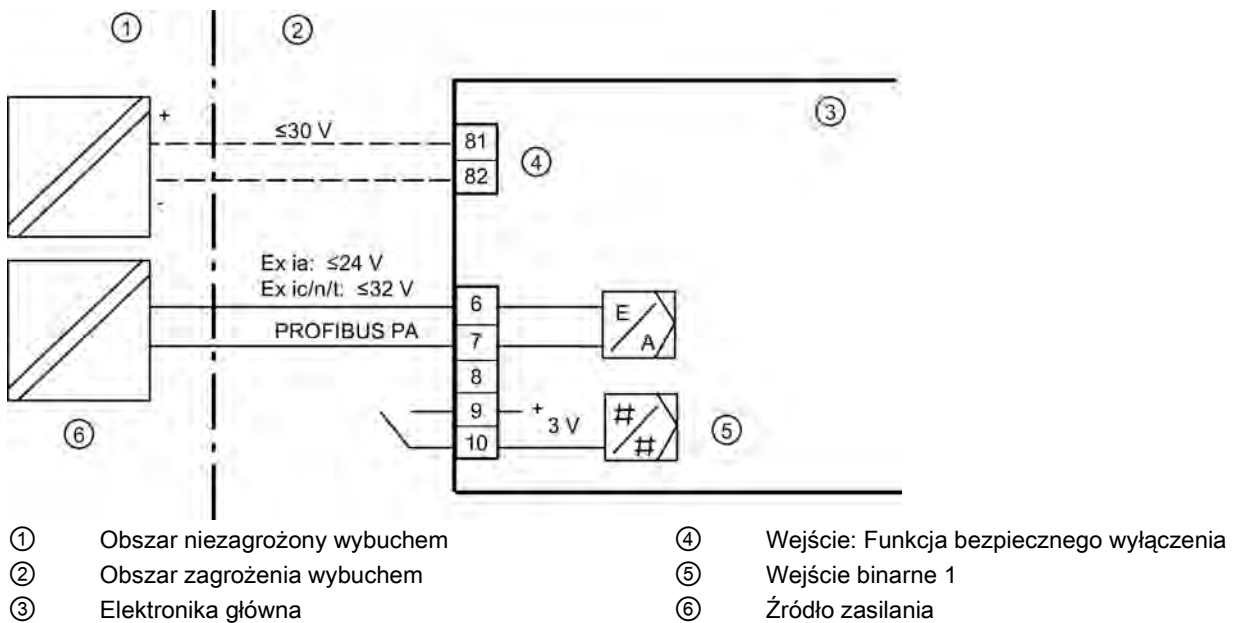 ① ②
③
+
≤30 V
81
82
④
-
Ex ia: ≤24 V
Ex ic/n/t: ≤32 V
6
E
A
PROFIBUS PA
7
8
9
+
3 V
#
#
⑤
10
⑥
① Obszar niezagrożony wybuchem ④ Wejście: Funkcja bezpiecznego wyłączenia
② Obszar zagrożenia wybuchem ⑤ Wejście binarne 1
③ Elektronika główna ⑥ Źródło zasilania